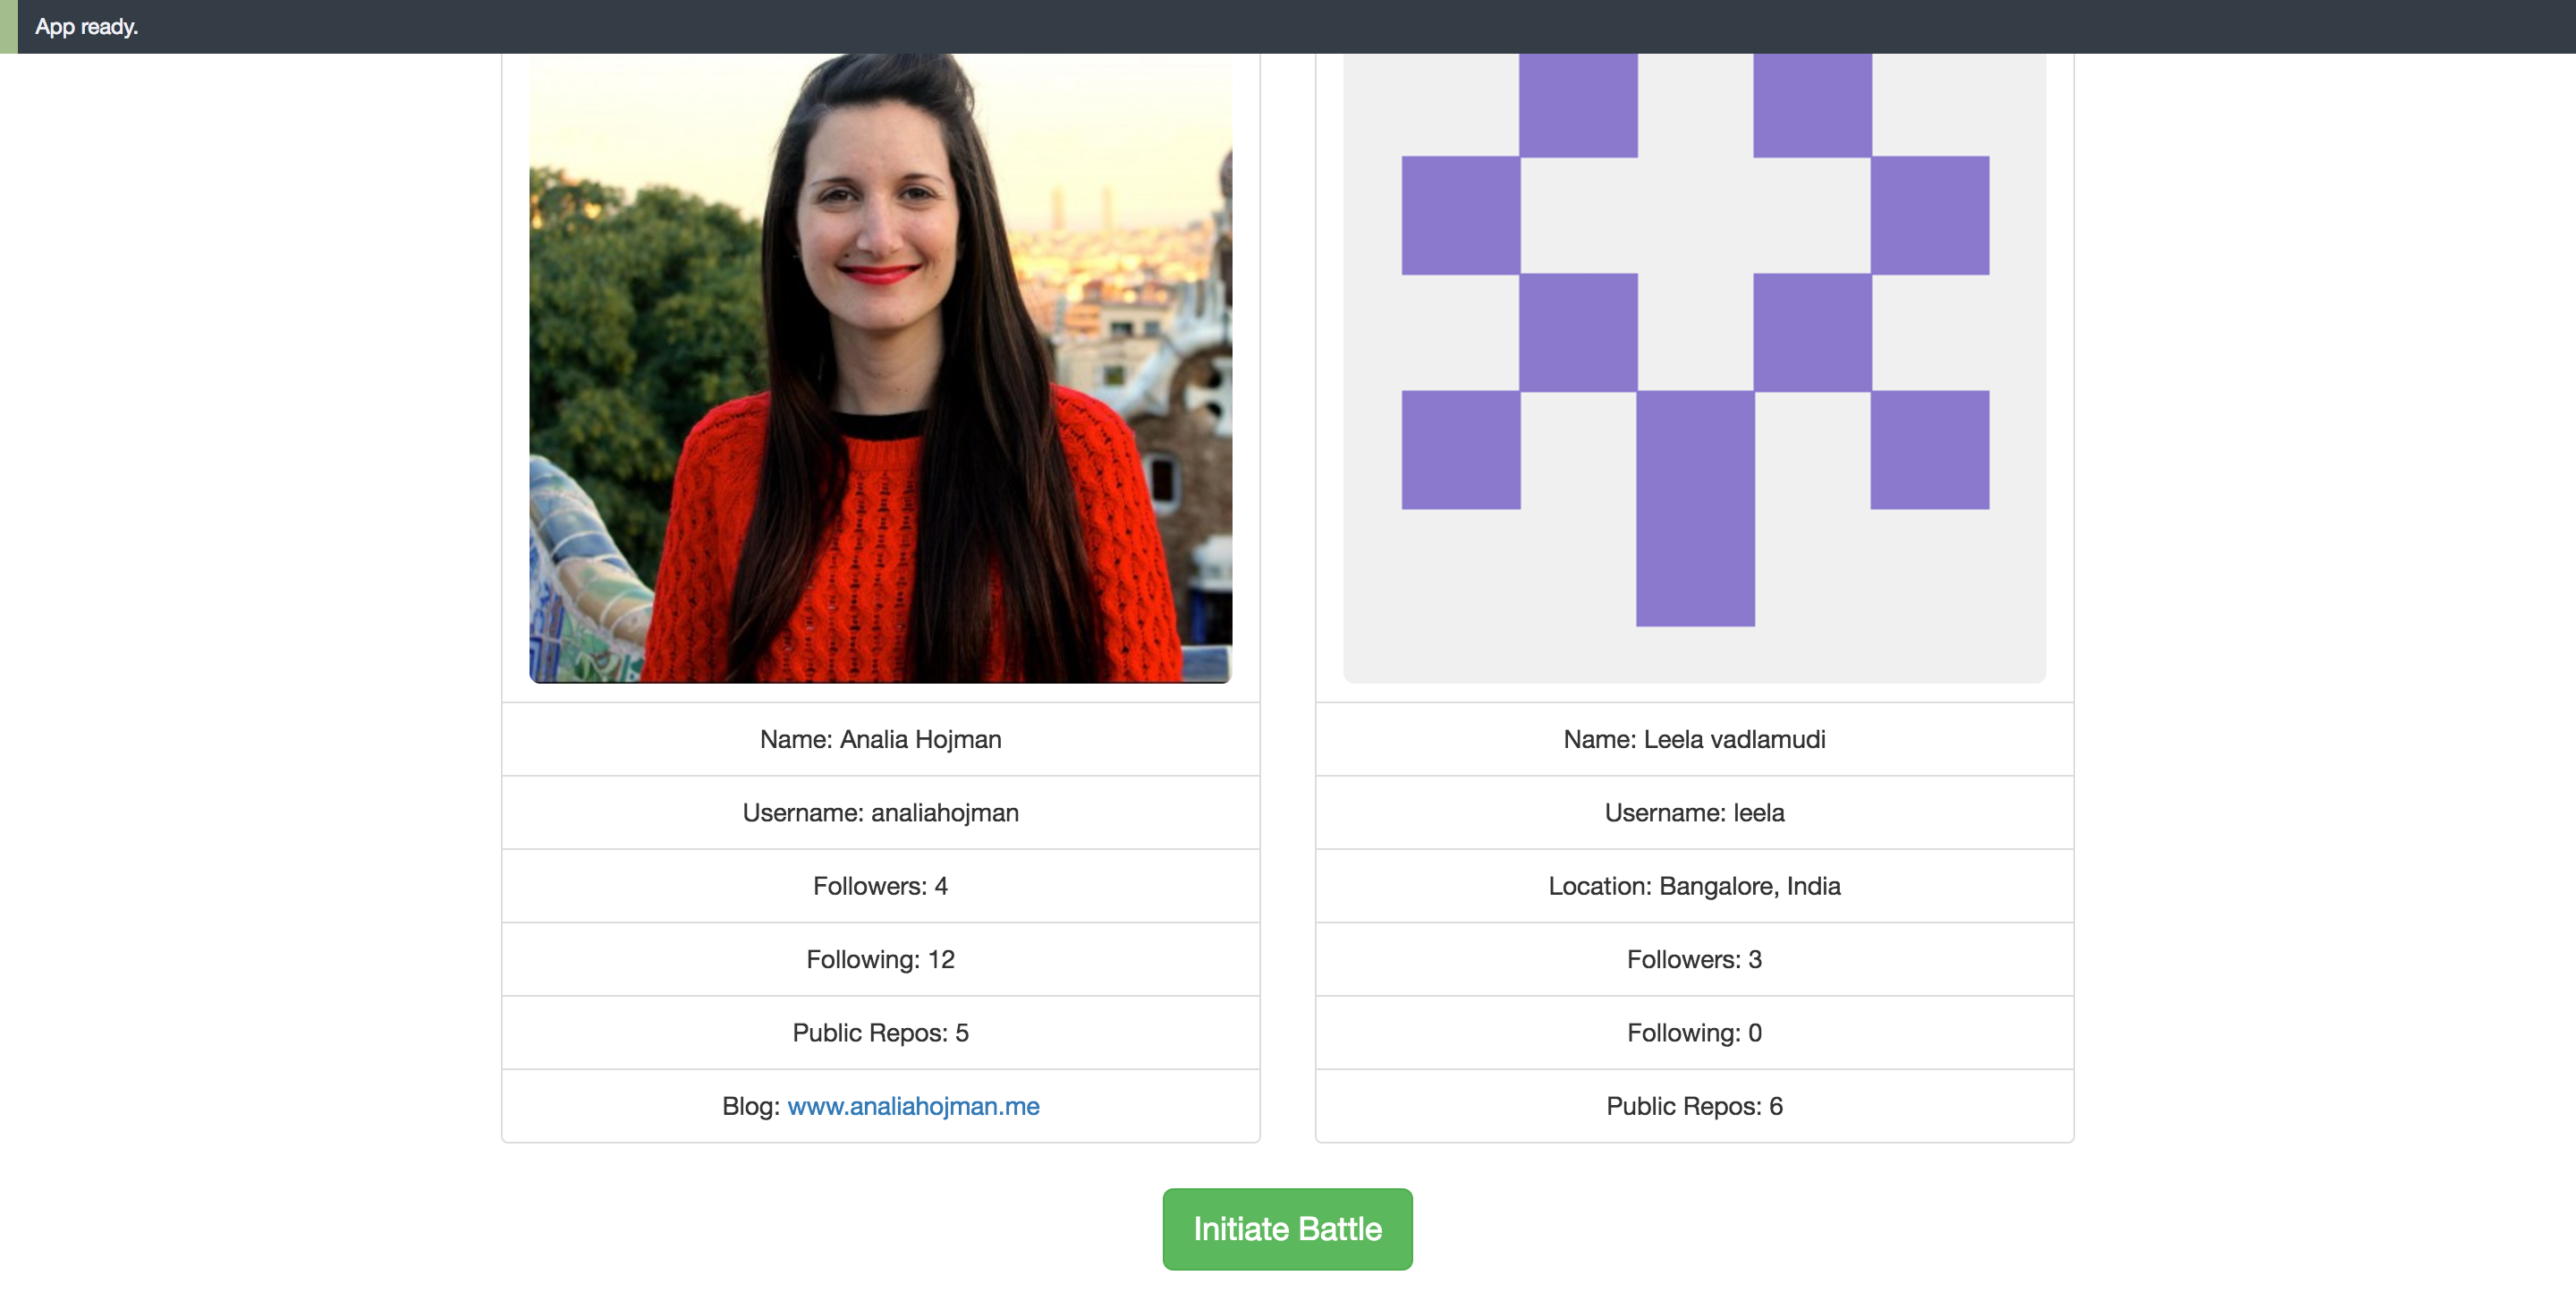 App ready.
Name: Analia Hojman
Username: analiahojman
Followers: 4
Following: 12
Public Repos: 5
Blog: www.analiahojman.me
Name: Leela vadlamudi
Username: leela
Location: Bangalore, India
Followers: 3
Following: 0
Public Repos: 6
Initiate Battle